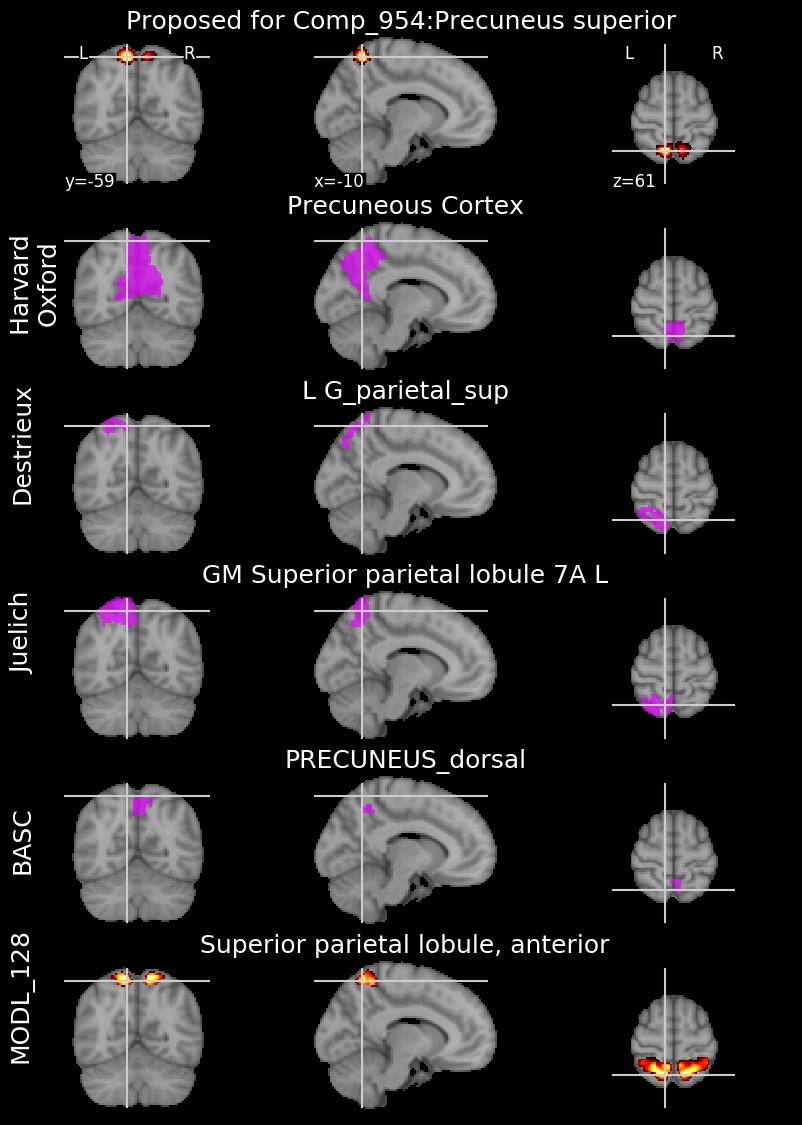 Proposed for Comp_954:Precuneus superior
L R
L R
y=-59
x=-10
z=61
Precuneous Cortex
Harvard
Oxford
L G_parietal_sup
Destrieux
GM Superior parietal lobule 7A L
Juelich
PRECUNEUS_dorsal
BASC
Superior parietal lobule, anterior
MODL_128